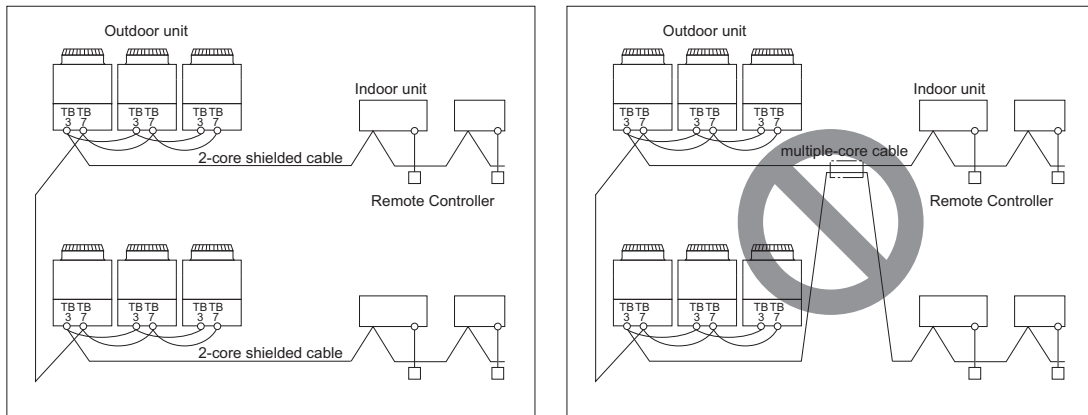 Outdoor unit
TB TB TB TB TB TB
3 7 3 7 3 7
Indoor unit
2-core shielded cable
Remote Controller
TB TB TB TB TB TB
3 7 3 7 3 7
2-core shielded cable
Outdoor unit
TB TB TB TB TB TB
3 7 3 7 3 7
Indoor unit
multiple-core cable
Remote Controller
TB TB TB TB TB TB
3 7 3 7 3 7